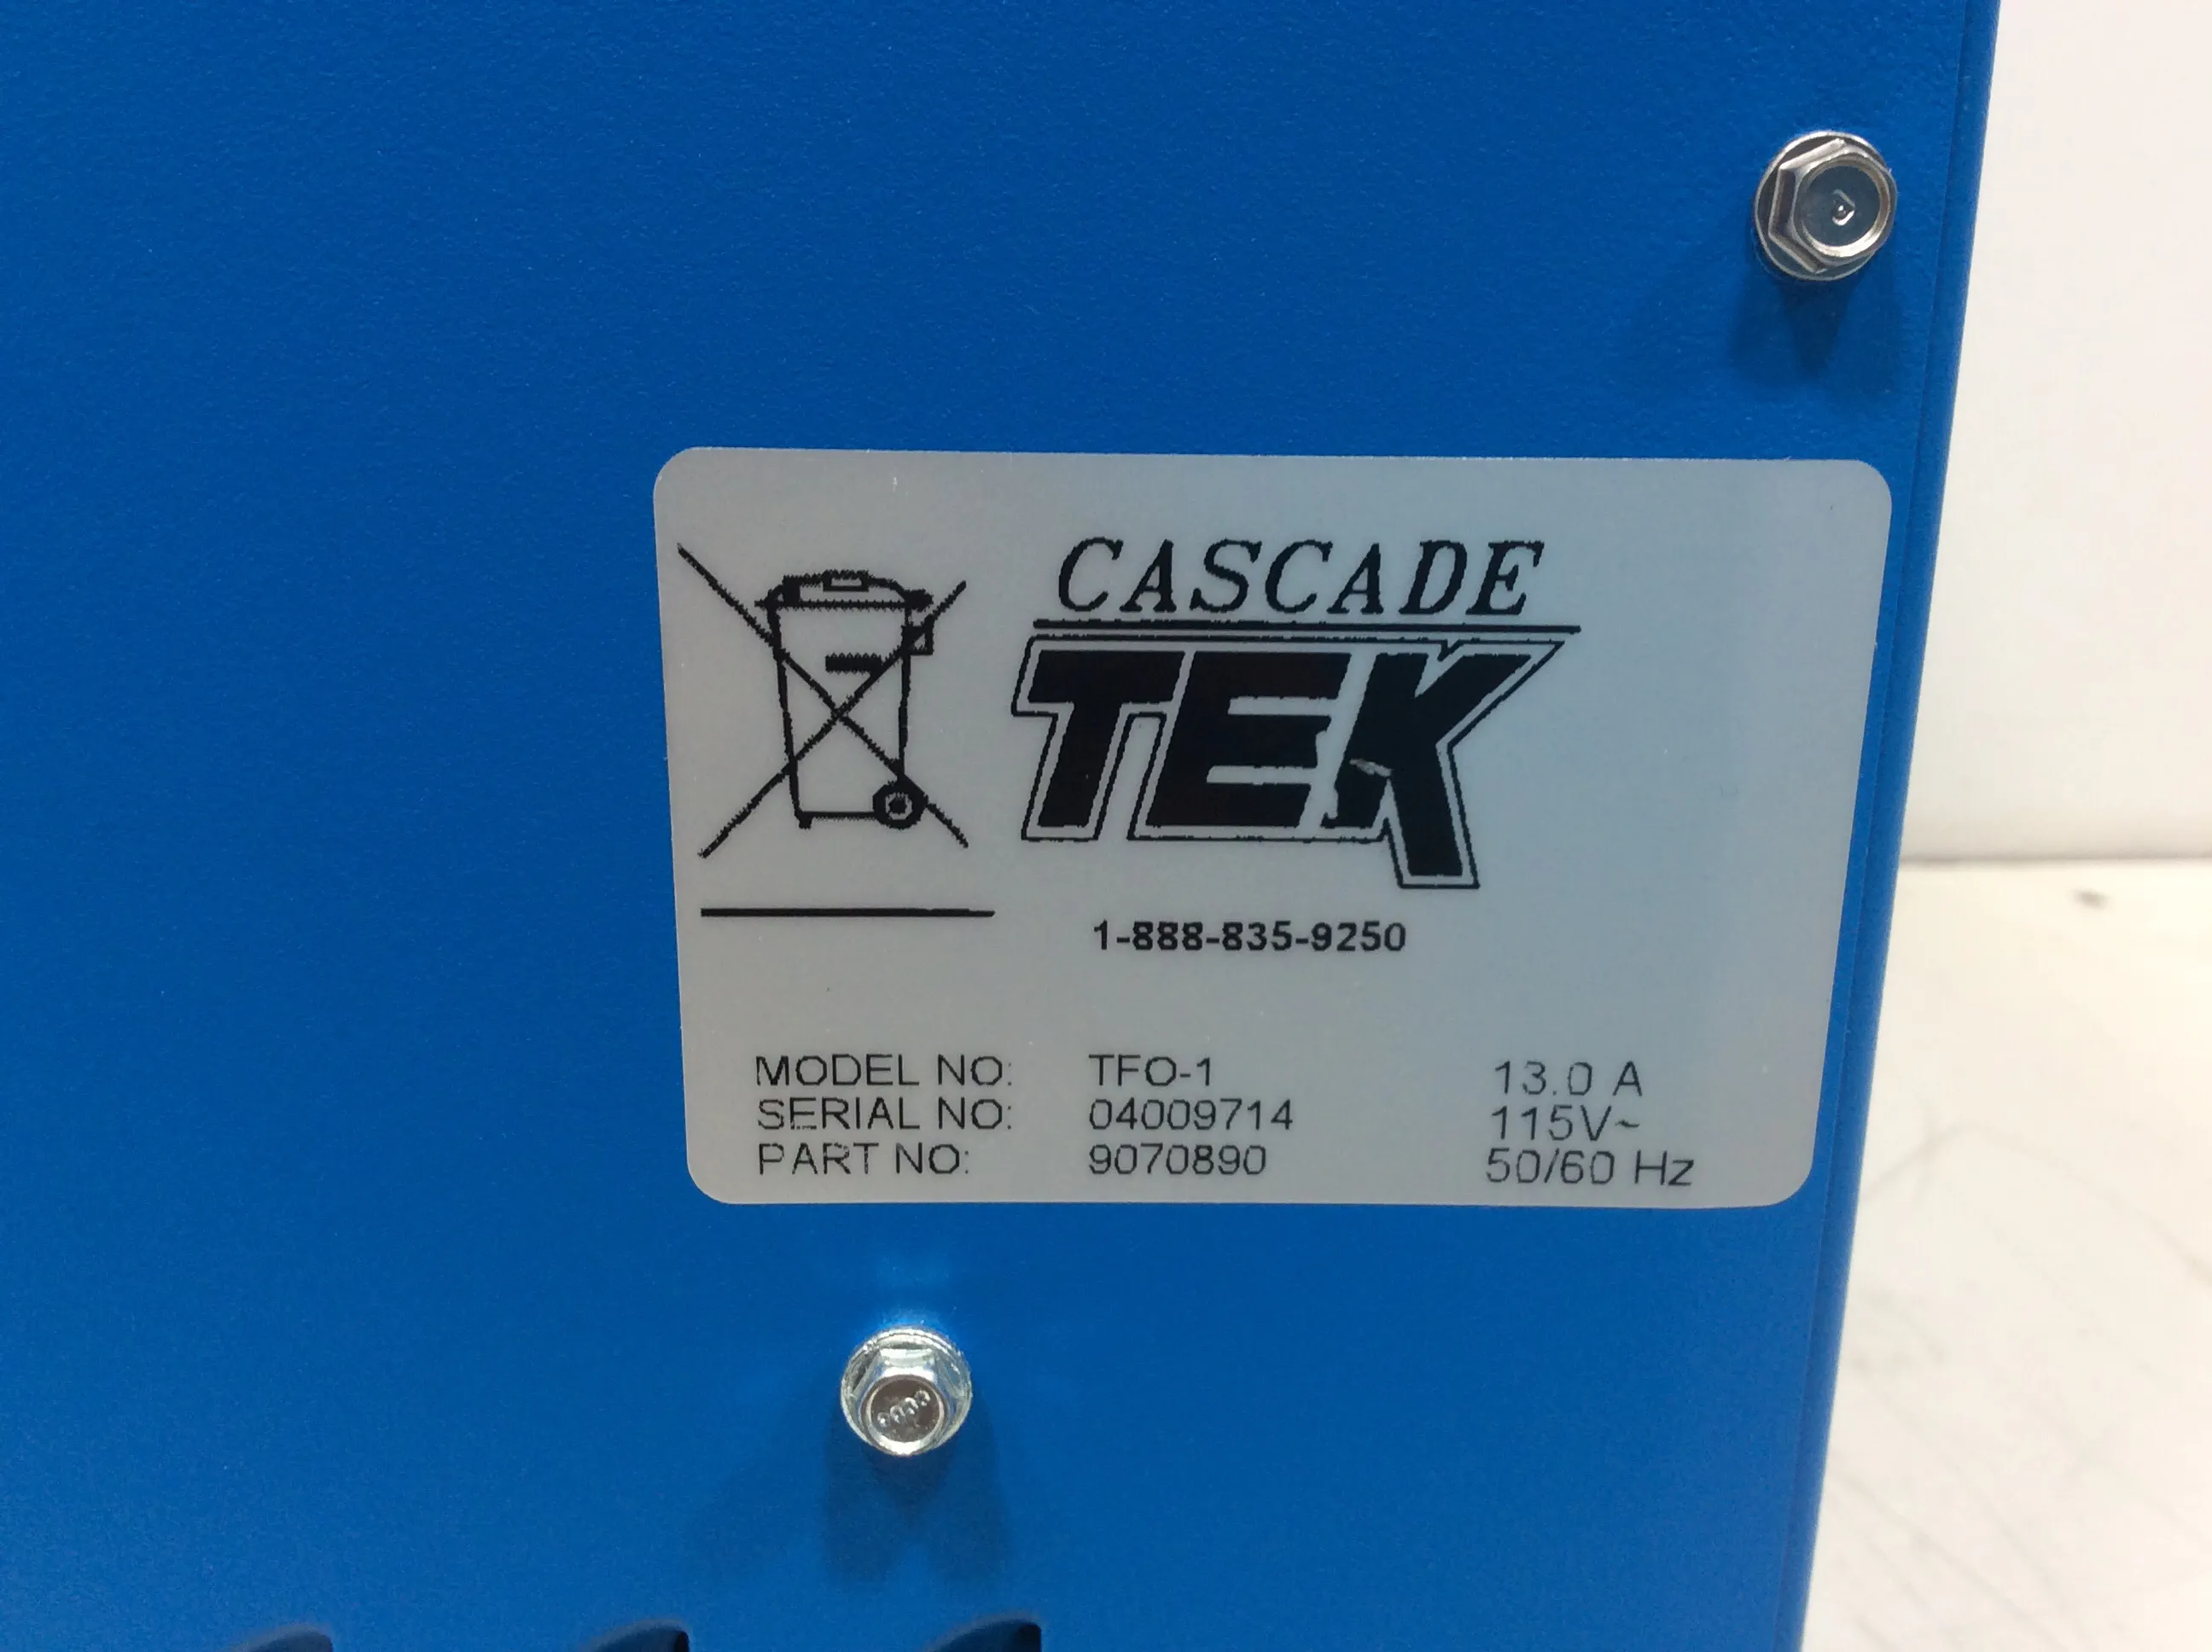 CASCADE
TEK
1-888-835-9250
MODEL NO: TFO-1 13.0 A
SERIAL NO: 04009714 115V~
PART NO: 9070890 50/60 Hz